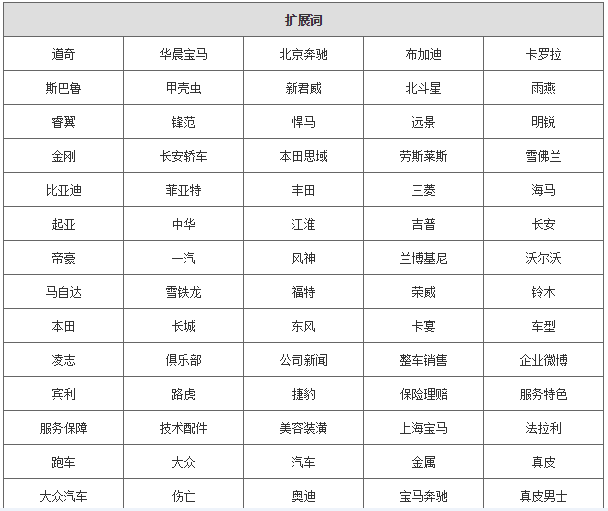 扩展词
道奇 华晨宝马 北京奔驰 布加迪 卡罗拉
斯巴鲁 甲壳虫 新君威 北斗星 雨燕
睿翼 锋范 悍马 远景 明锐
金刚 长安轿车 本田思域 劳斯莱斯 雪佛兰
比亚迪 菲亚特 丰田 三菱 海马
起亚 中华 江淮 吉普 长安
帝豪 一汽 风神 兰博基尼 沃尔沃
马自达 雪铁龙 福特 荣威 铃木
本田 长城 东风 卡宴 车型
凌志 俱乐部 公司新闻 整车销售 企业微博
宾利 路虎 捷豹 保险理赔 服务特色
服务保障 技术配件 美容装潢 上海宝马 法拉利
跑车 大众 汽车 金属 真皮
大众汽车 伤亡 奥迪 宝马奔驰 真皮男士